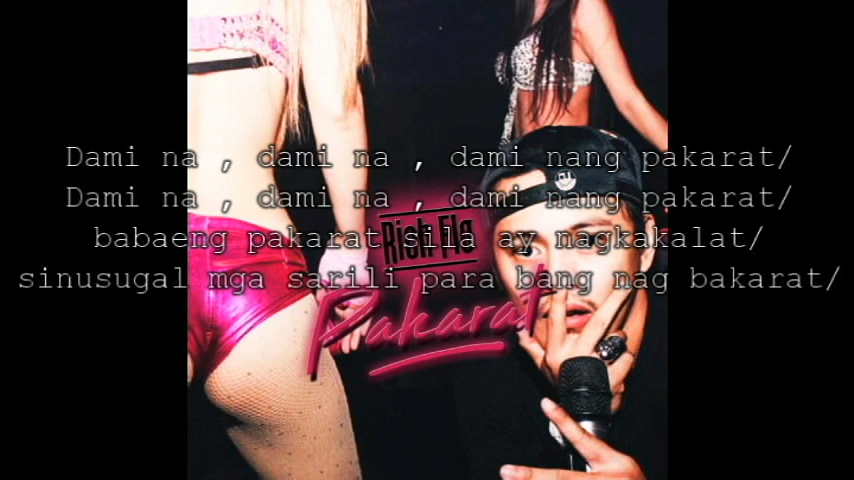 Dami na , dami na , dami nang pakarat/
Dami na , dami na , dami nang pakarat/
babaeng pakarat sila ay nagkakalat/
Rich Flo
sinusugal mga sarili para bang nag bakarat/
Pakarat